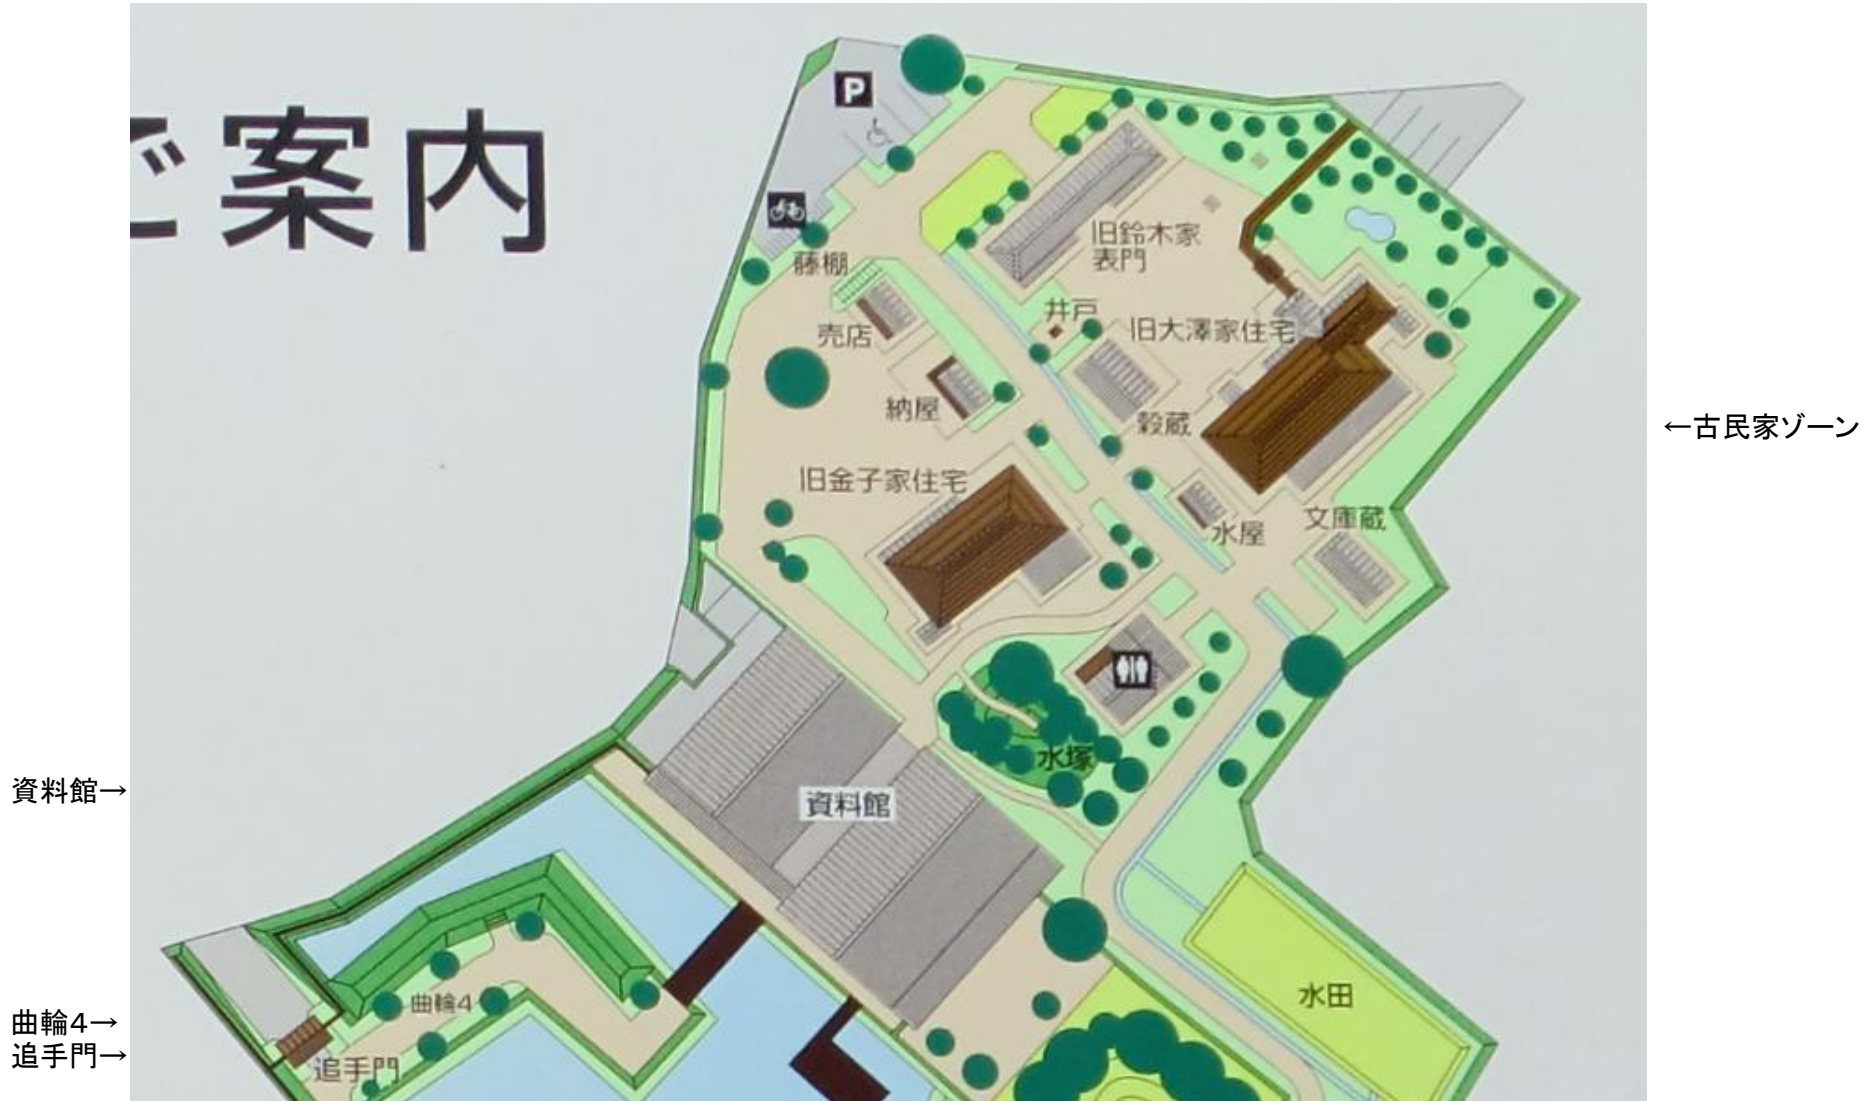 ご案内
P
藤棚
旧鈴木家
表門
井戸
売店
旧大澤家住宅
納屋
穀蔵
←古民家ゾーン
旧金子家住宅
水屋
文庫蔵
水塚
資料館→
資料館
水田
曲輪4
曲輪4→
追手門→
追手門